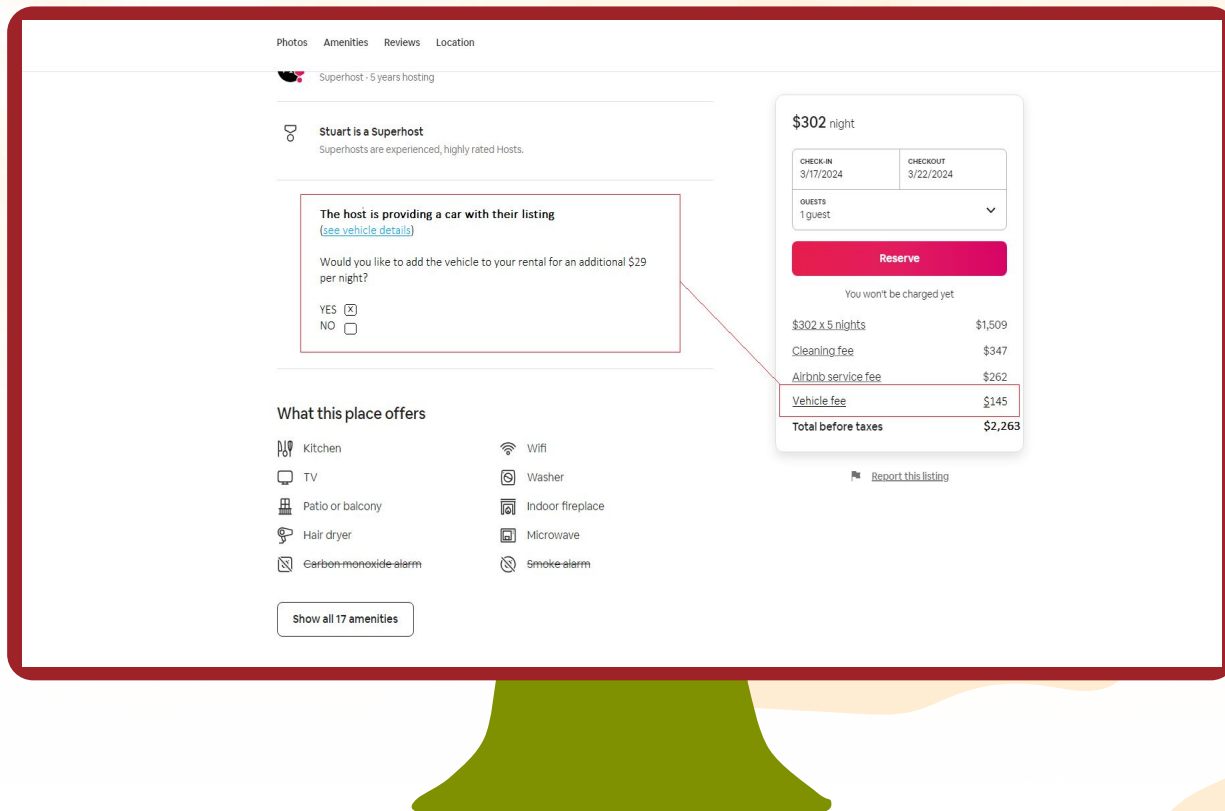 Photos Amenities Reviews Location
Superhost · 5 years hosting
Stuart is a Superhost
Superhosts are experienced, highly rated Hosts.
The host is providing a car with their listing
(see vehicle details)
Would you like to add the vehicle to your rental for an additional $29
per night?
YES X
NO
What this place offers
Kitchen Wifi
TV Washer
Patio or balcony Indoor fireplace
Hair dryer Microwave
Carbon monoxide alarm Smoke alarm
Show all 17 amenities
$302 night
CHECK-IN CHECKOUT
3/17/2024 3/22/2024
GUESTS
1 guest
Reserve
You won't be charged yet
$302 x 5 nights $1,509
Cleaning fee $347
Airbnb service fee $262
Vehicle fee $145
Total before taxes $2,263
Report this listing